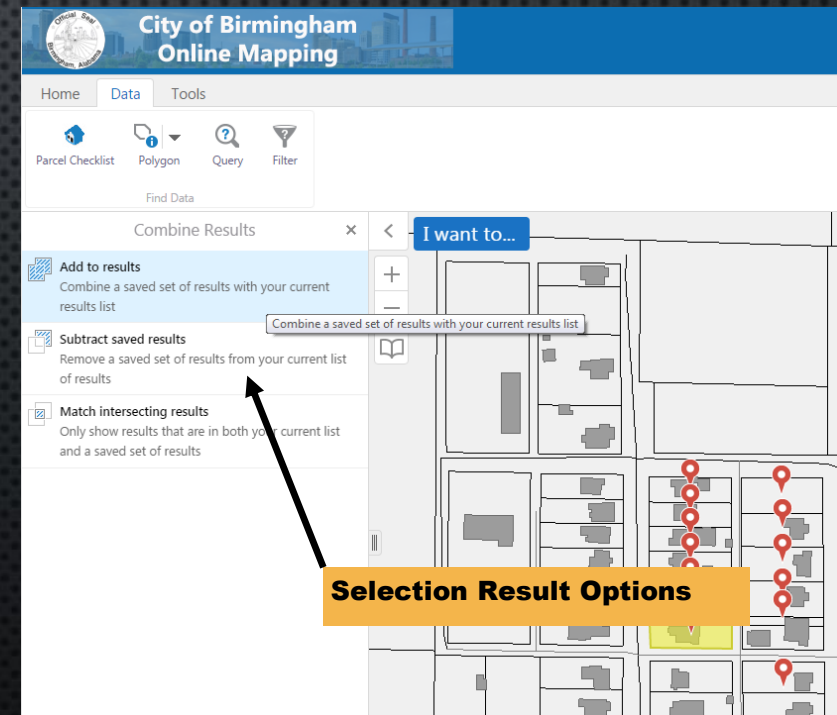 Official Seal
Birmingham, Alabama
City of Birmingham
Online Mapping
Home Data Tools
Parcel Checklist Polygon Query Filter
Find Data
Combine Results ×
I want to...
Add to results
Combine a saved set of results with your current
results list
Combine a saved set of results with your current results list
Subtract saved results
Remove a saved set of results from your current list
of results
Match intersecting results
Only show results that are in both your current list
and a saved set of results
Selection Result Options